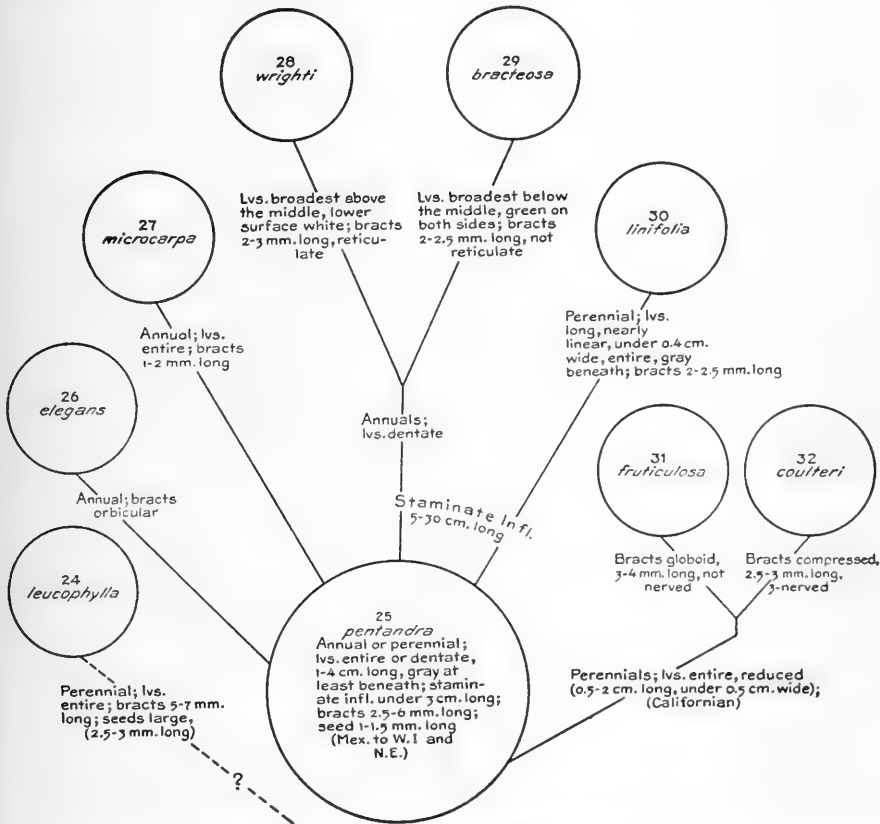 28
wrighti
29
bracteosa
Lvs. broadest above
the middle, lower
surface white; bracts
2-3 mm. long, reticu-
late
Lvs. broadest below
the middle, green on
both sides; bracts
2-2.5 mm. long, not
reticulate
27
microcarpa
30
linifolia
Annual; lvs.
entire; bracts
1-2 mm. long
Perennial; lvs.
long, nearly
linear, under 0.4 cm.
wide, entire, gray
beneath; bracts 2-2.5 mm. long
26
elegans
Annuals;
lvs. dentate
31
fruticulosa
32
coulteri
Annual; bracts
orbicular
Staminate Infl.
5-30 cm. long
Bracts globoid,
3-4 mm. long, not
nerved
Bracts compressed,
2.5-3 mm. long,
3-nerved
24
leucophylla
25
pentandra
Annual or perennial;
lvs. entire or dentate,
1-4 cm. long, gray at
least beneath; stamin-
ate infl. under 3 cm. long;
bracts 2.5-6 mm. long;
seed 1-1.5 mm. long
(Mex. to W.I and
N.E.)
Perennial; lvs.
entire; bracts 5-7 mm.
long; seeds large,
(2.5-3 mm. long)
Perennials; lvs. entire, reduced
(0.5-2 cm. long, under 0.5 cm. wide);
(Californian)
?